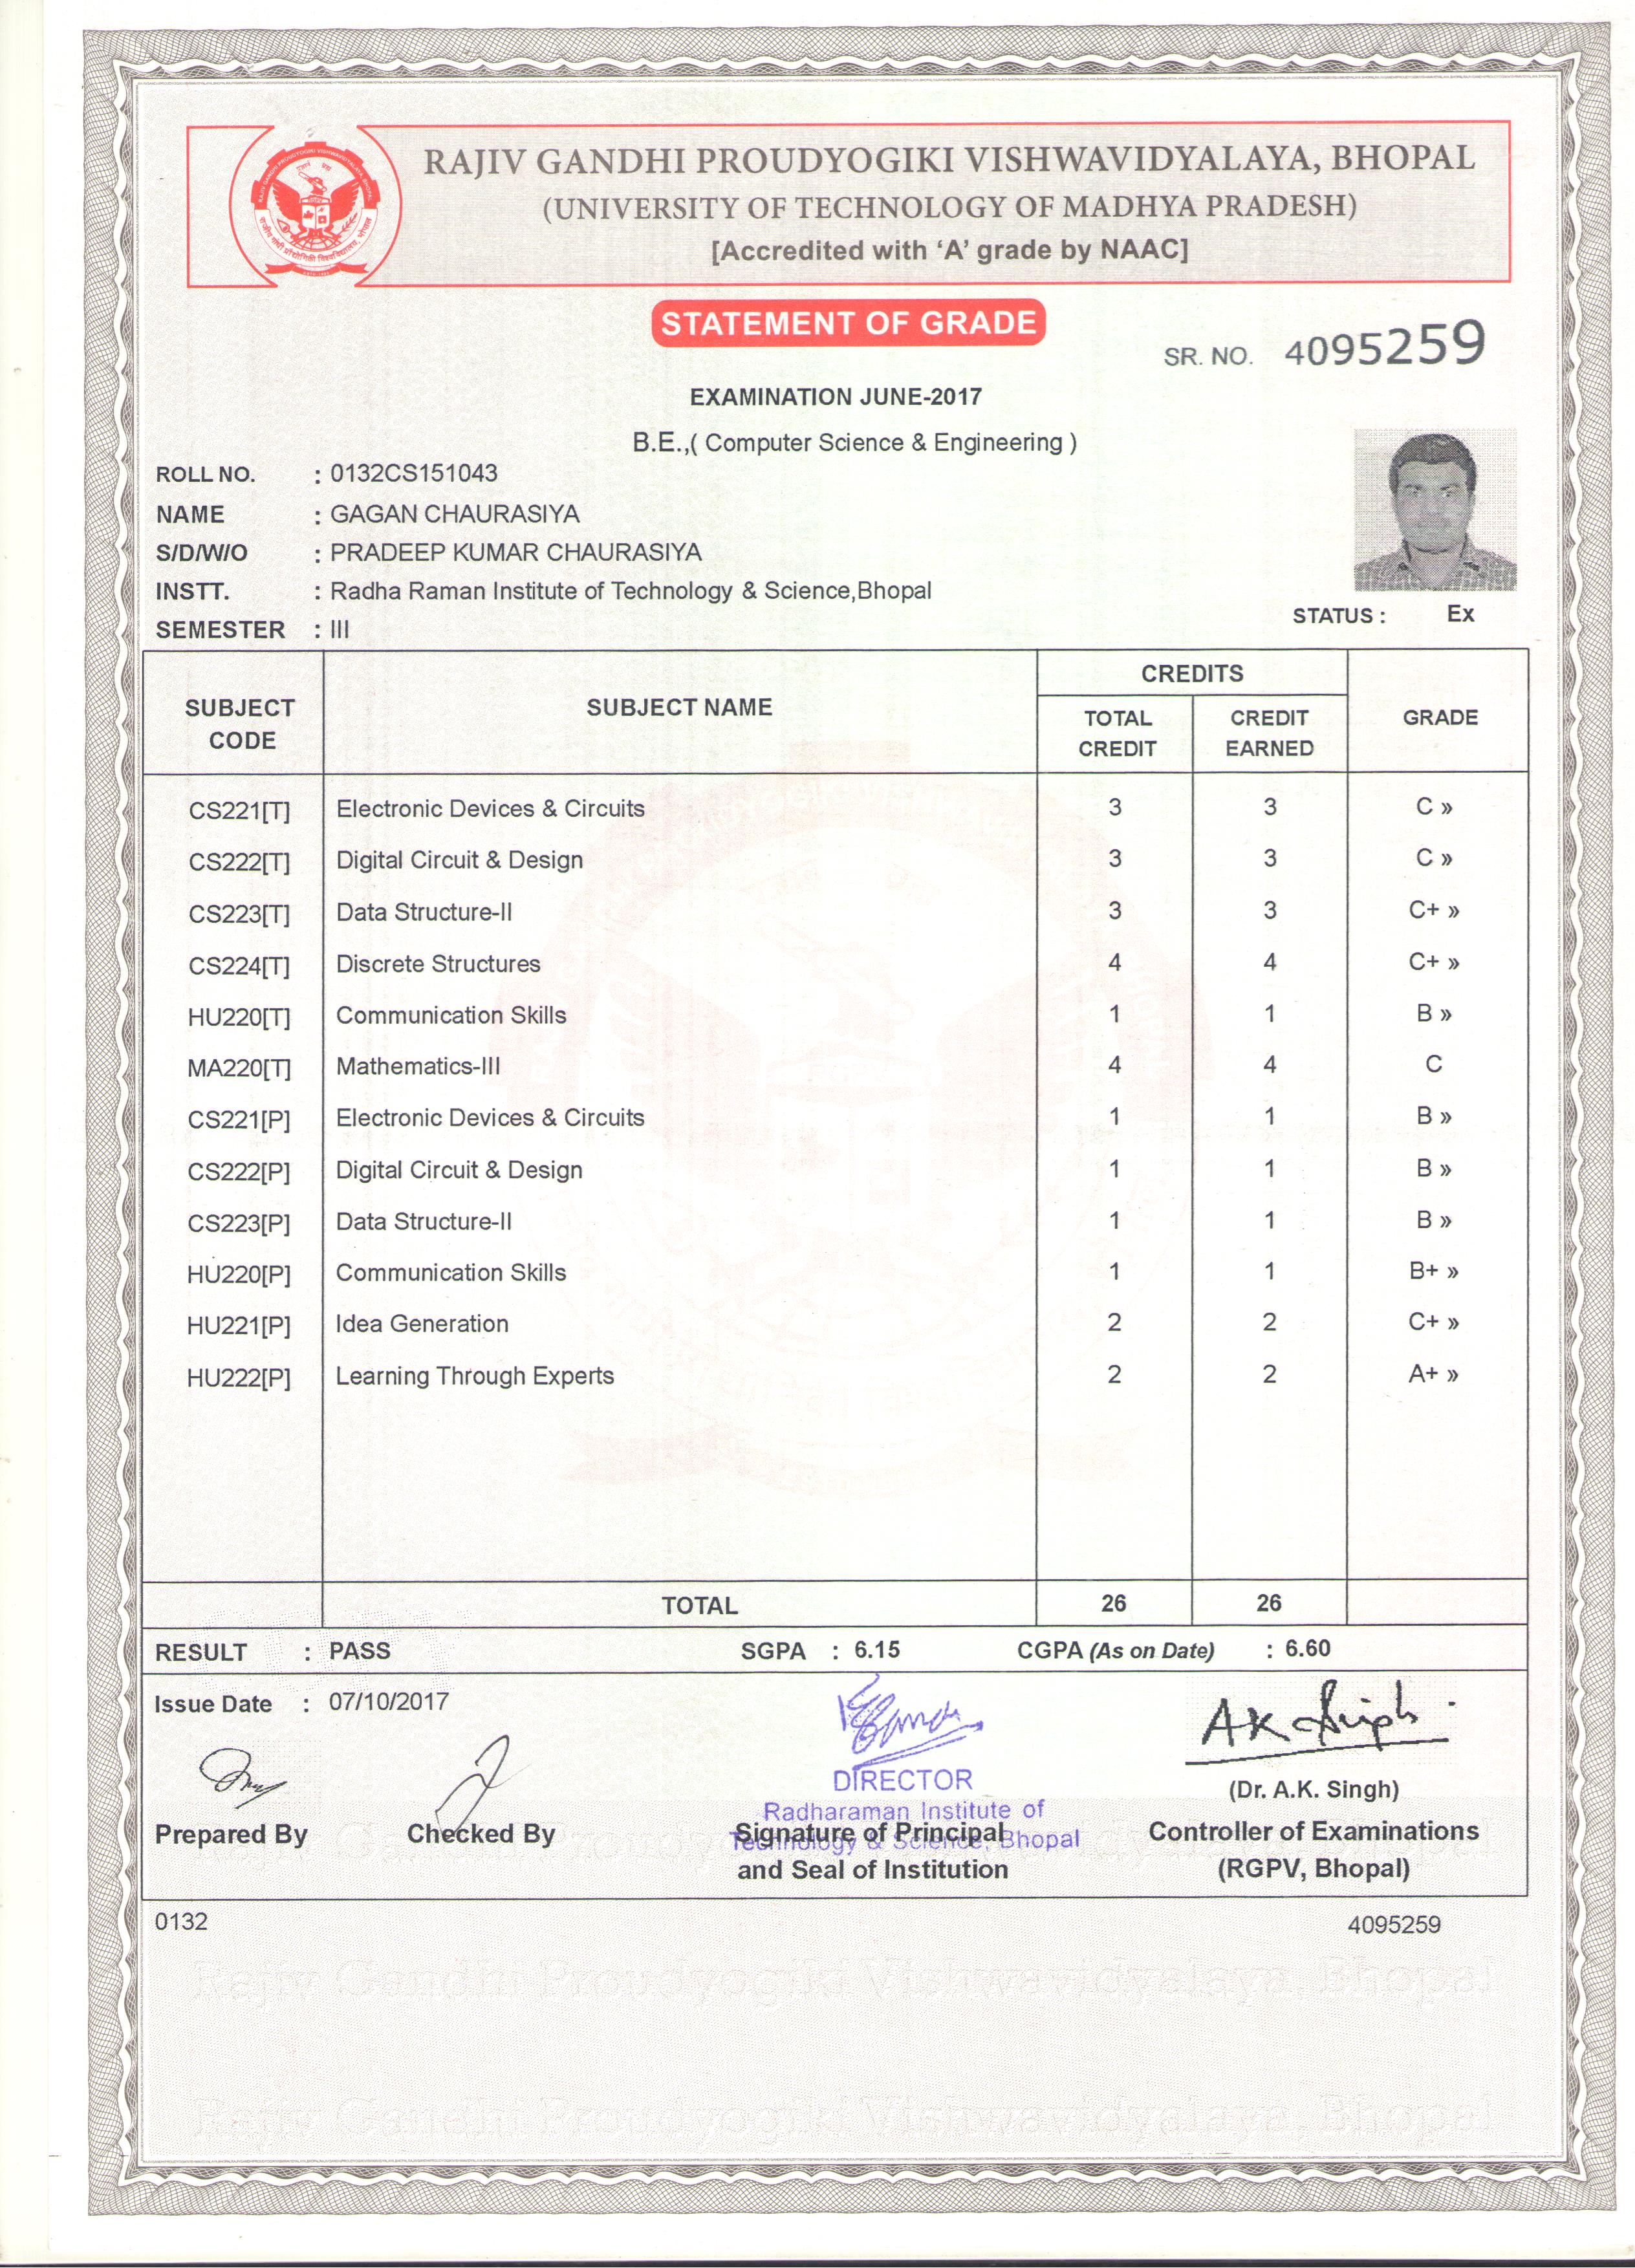 RAJIV GANDHI PROUDYOGIKI VISHWAVIDYALAYA, BHOPAL
(UNIVERSITY OF TECHNOLOGY OF MADHYA PRADESH)
[Accredited with ‘A’ grade by NAAC]
STATEMENT OF GRADE
SR. NO. 4095259
EXAMINATION JUNE-2017
B.E.,( Computer Science & Engineering )
ROLL NO. : 0132CS151043
NAME : GAGAN CHAURASIYA
S/D/W/O : PRADEEP KUMAR CHAURASIYA
INSTT. : Radha Raman Institute of Technology & Science,Bhopal
STATUS : Ex
SEMESTER : III
SUBJECT CODE SUBJECT NAME CREDITS TOTAL CREDIT CREDIT EARNED GRADE
CS221[T] Electronic Devices & Circuits 3 3 C »
CS222[T] Digital Circuit & Design 3 3 C »
CS223[T] Data Structure-II 3 3 C+ »
CS224[T] Discrete Structures 4 4 C+ »
HU220[T] Communication Skills 1 1 B »
MA220[T] Mathematics-III 4 4 C
CS221[P] Electronic Devices & Circuits 1 1 B »
CS222[P] Digital Circuit & Design 1 1 B »
CS223[P] Data Structure-II 1 1 B »
HU220[P] Communication Skills 1 1 B+ »
HU221[P] Idea Generation 2 2 C+ »
HU222[P] Learning Through Experts 2 2 A+ »
TOTAL 26 26
RESULT : PASS SGPA : 6.15 CGPA (As on Date) : 6.60
Issue Date : 07/10/2017
AK Singh
DIRECTOR
Radharaman Institute of
Technology & Science, Bhopal
(Dr. A.K. Singh)
Prepared By Checked By Signature of Principal Controller of Examinations
and Seal of Institution (RGPV, Bhopal)
0132 4095259
Rajiv Gandhi Proudyogiki Vishwavidyalaya, Bhopal
Rajiv Gandhi Proudyogiki Vishwavidyalaya, Bhopal